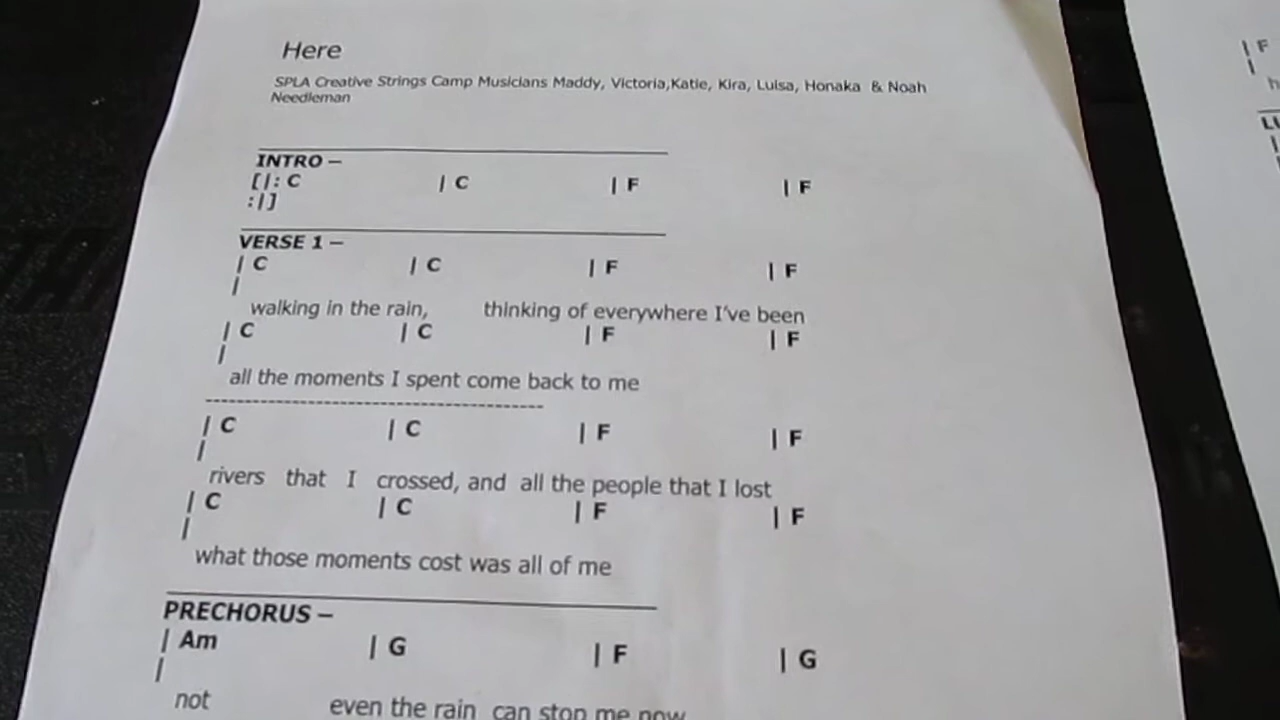 Here
SPLA Creative Strings Camp Musicians Maddy, Victoria,Katie, Kira, Luisa, Honaka & Noah
Needleman
INTRO –
[|: C | C | F | F
:|]
VERSE 1 –
| C | C | F | F
|
walking in the rain, thinking of everywhere I've been
| C | C | F | F
|
all the moments I spent come back to me
------------------------------------------
| C | C | F | F
|
rivers that I crossed, and all the people that I lost
| C | C | F | F
|
what those moments cost was all of me
PRECHORUS –
| Am | G | F | G
|
not even the rain can stop me now
| F
|